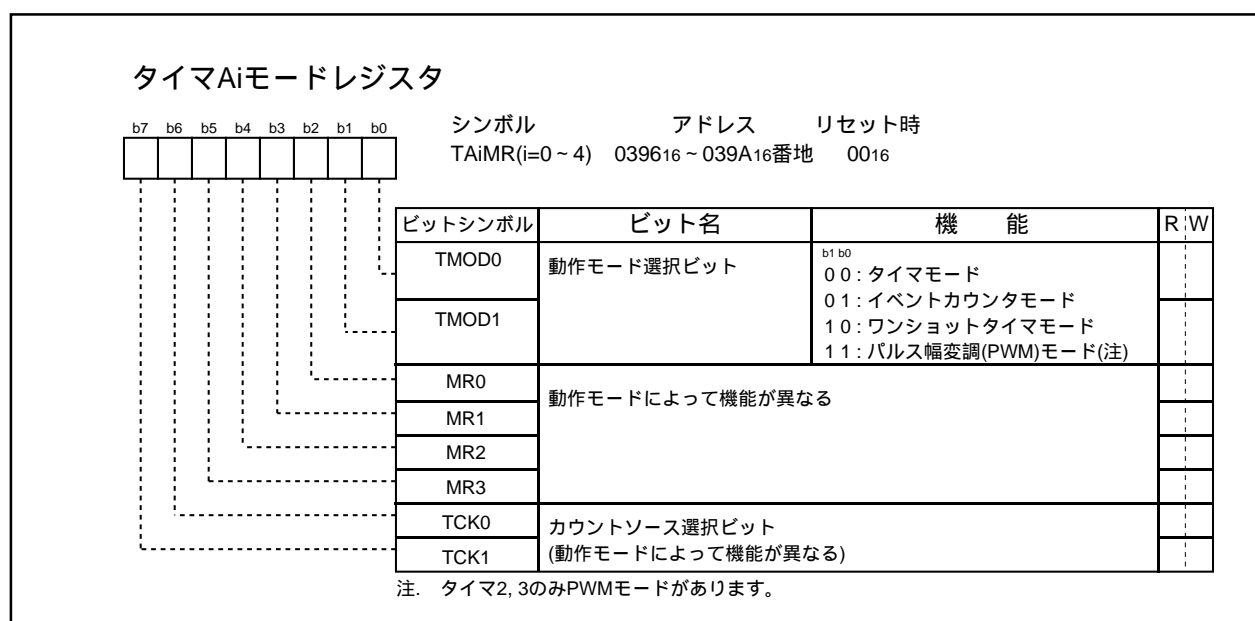 タイマAiモードレジスタ
b7 b6 b5 b4 b3 b2 b1 b0
シンボル アドレス リセット時
TAiMR(i=0~4) 039616~039A16番地 0016
ビットシンボル ビット名 機 能 R W
TMOD0 動作モード選択ビット
b1 b0
0 0 : タイマモード
0 1 : イベントカウンタモード
TMOD1
1 0 : ワンショットタイマモード
1 1 : パルス幅変調(PWM)モード(注)
MR0 動作モードによって機能が異なる
MR1
MR2
MR3
TCK0 カウントソース選択ビット
TCK1 (動作モードによって機能が異なる)
注. タイマ2, 3のみPWMモードがあります。